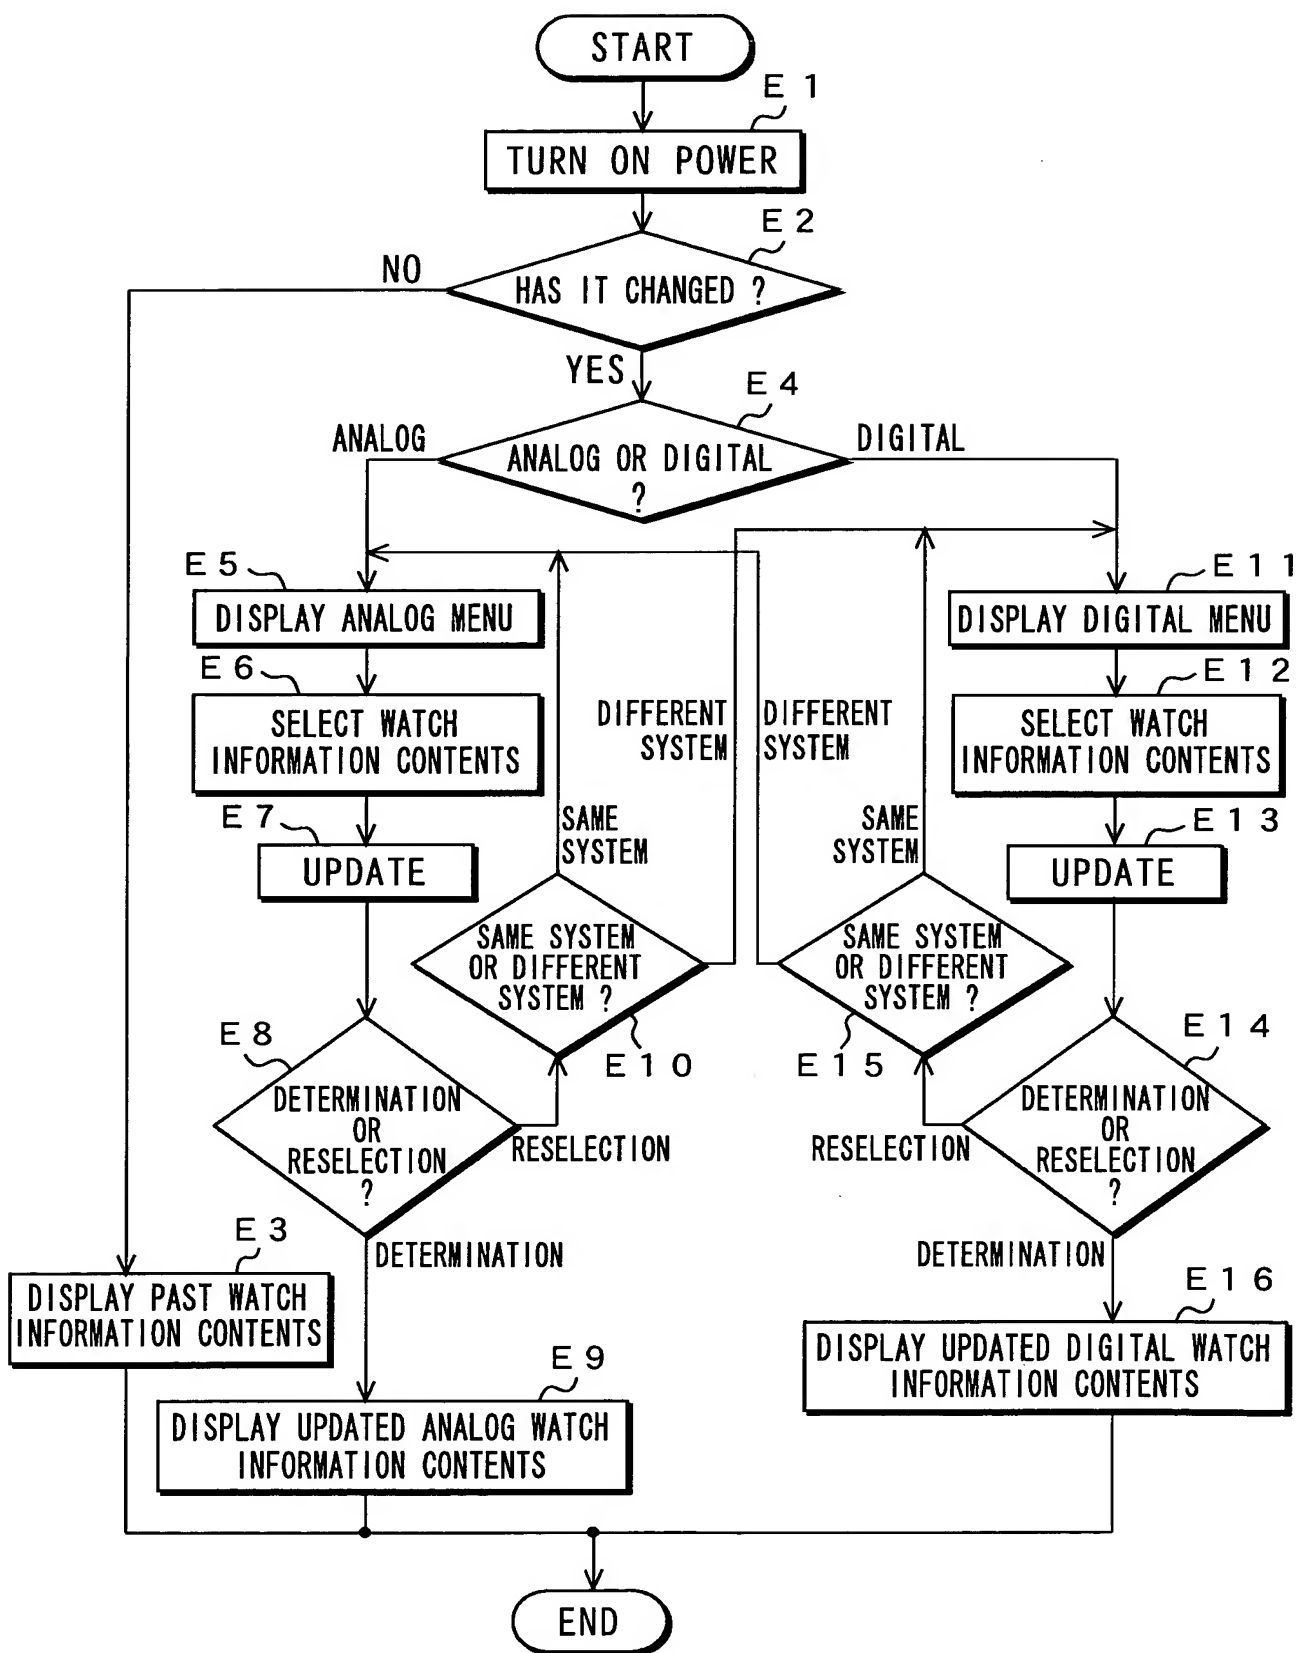 START
E1
TURN ON POWER
E2
NO
HAS IT CHANGED ?
YES
E4
ANALOG
DIGITAL
ANALOG OR DIGITAL
?
E5
DISPLAY ANALOG MENU
E11
DISPLAY DIGITAL MENU
E6
SELECT WATCH
INFORMATION CONTENTS
DIFFERENT
SYSTEM
DIFFERENT
SYSTEM
E12
SELECT WATCH
INFORMATION CONTENTS
E7
UPDATE
SAME
SYSTEM
SAME
SYSTEM
E13
UPDATE
SAME SYSTEM
OR DIFFERENT
SYSTEM ?
E10
SAME SYSTEM
OR DIFFERENT
SYSTEM ?
E15
E8
DETERMINATION
OR
RESELECTION
?
RESELECTION
RESELECTION
E14
DETERMINATION
OR
RESELECTION
?
E3
DISPLAY PAST WATCH
INFORMATION CONTENTS
DETERMINATION
DETERMINATION
E9
DISPLAY UPDATED ANALOG WATCH
INFORMATION CONTENTS
E16
DISPLAY UPDATED DIGITAL WATCH
INFORMATION CONTENTS
END